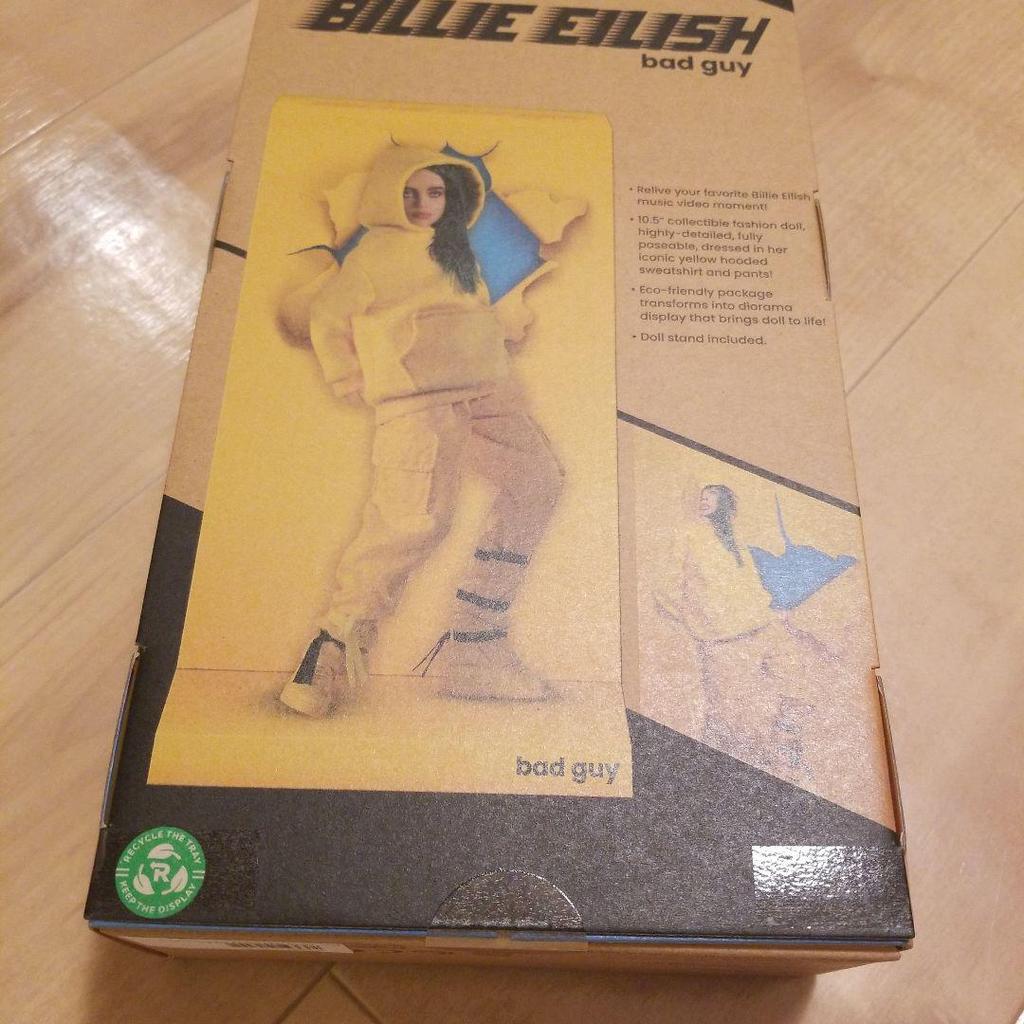 BILLIE EILISH
bad guy
• Relive your favorite Billie Eilish
music video moment!
• 10.5" collectible fashion doll,
highly-detailed, fully
poseable, dressed in her
iconic yellow hooded
sweatshirt and pants!
• Eco-friendly package
transforms into diorama
display that brings doll to life!
• Doll stand included.
bad guy
RECYCLE THE TRAY
R
KEEP THE DISPLAY